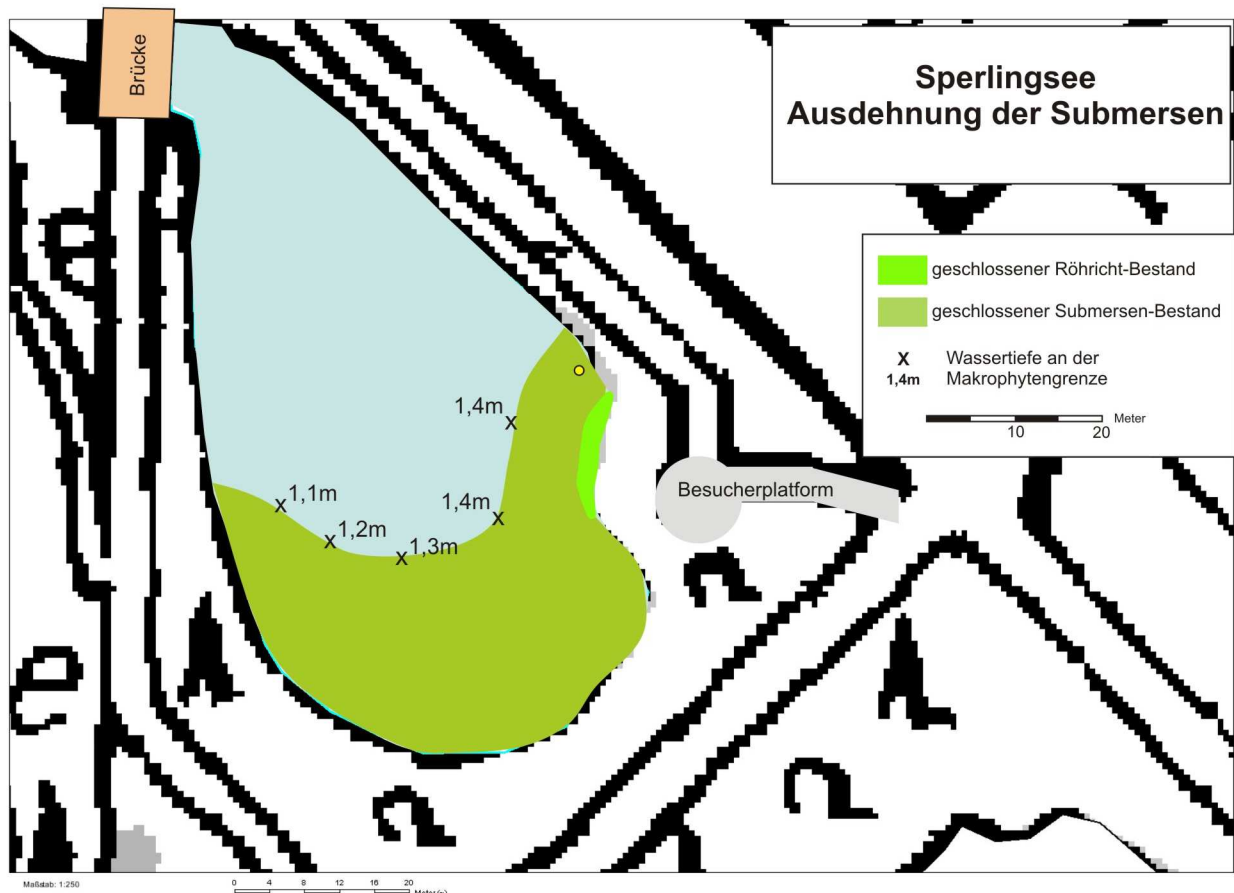 Brücke
Sperlingsee
Ausdehnung der Submersen
geschlossener Röhricht-Bestand
geschlossener Submersen-Bestand
X Wassertiefe an der
1,4m Makrophytengrenze
Meter
10 20
1,4m
X
1,1m
X
1,2m
X
1,3m
X
1,4m
X
Besucherplatform
Maßstab: 1:250
0 4 8 12 16 20